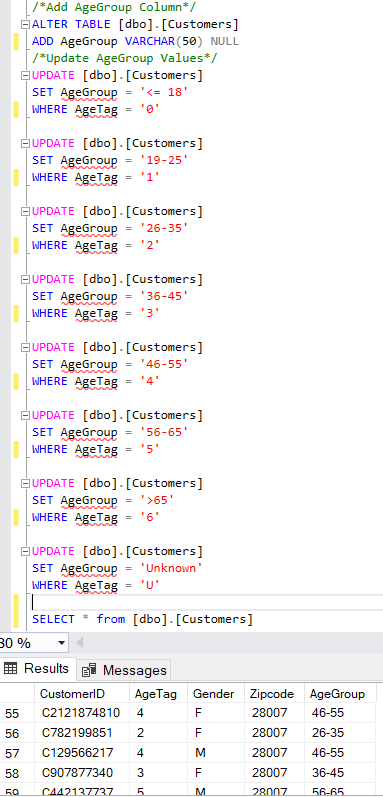 /*Add AgeGroup Column*/
ALTER TABLE [dbo].[Customers]
ADD AgeGroup VARCHAR(50) NULL
/*Update AgeGroup Values*/
UPDATE [dbo].[Customers]
SET AgeGroup = '<= 18'
WHERE AgeTag = '0'
UPDATE [dbo].[Customers]
SET AgeGroup = '19-25'
WHERE AgeTag = '1'
UPDATE [dbo].[Customers]
SET AgeGroup = '26-35'
WHERE AgeTag = '2'
UPDATE [dbo].[Customers]
SET AgeGroup = '36-45'
WHERE AgeTag = '3'
UPDATE [dbo].[Customers]
SET AgeGroup = '46-55'
WHERE AgeTag = '4'
UPDATE [dbo].[Customers]
SET AgeGroup = '56-65'
WHERE AgeTag = '5'
UPDATE [dbo].[Customers]
SET AgeGroup = '>65'
WHERE AgeTag = '6'
UPDATE [dbo].[Customers]
SET AgeGroup = 'Unknown'
WHERE AgeTag = 'U'
SELECT * from [dbo].[Customers]
30 %
Results Messages
CustomerID AgeTag Gender Zipcode AgeGroup
55 C2121874810 4 F 28007 46-55
56 C782199851 2 F 28007 26-35
57 C129566217 4 M 28007 46-55
58 C907877340 3 F 28007 36-45
59 C442137737 5 M 28007 56-65